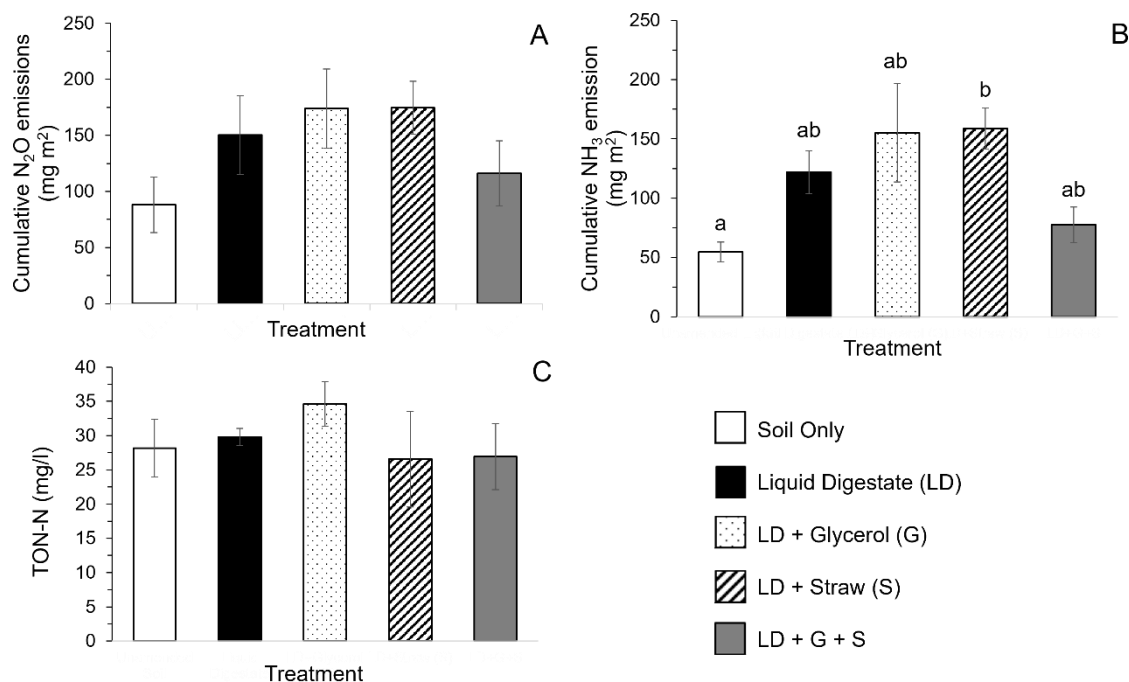 A
Cumulative N₂O emissions
(mg m²)
250
200
150
100
50
0
Treatment
B
Cumulative NH₃ emission
(mg m²)
250
200
150
100
50
0
a
ab
ab
b
ab
Treatment
C
TON-N (mg/l)
40
35
30
25
20
15
10
5
0
Treatment
Soil Only
Liquid Digestate (LD)
LD + Glycerol (G)
LD + Straw (S)
LD + G + S